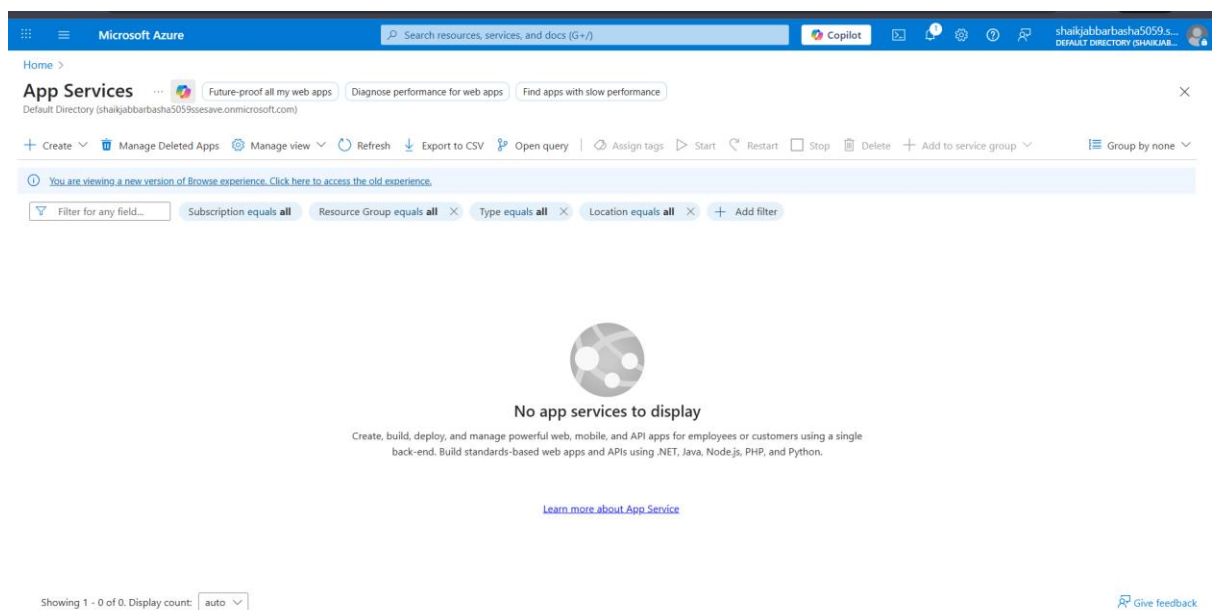 Microsoft Azure
Search resources, services, and docs (G+/)
Copilot
1
shaikjabbarbasha5059.s...
DEFAULT DIRECTORY (SHAIKJAB...
Home >
App Services ...
Future-proof all my web apps
Diagnose performance for web apps
Find apps with slow performance
Default Directory (shaikjabbarbasha5059ssesave.onmicrosoft.com)
Create
Manage Deleted Apps
Manage view
Refresh
Export to CSV
Open query
Assign tags
Start
Restart
Stop
Delete
Add to service group
Group by none
You are viewing a new version of Browse experience. Click here to access the old experience.
Filter for any field...
Subscription equals all
Resource Group equals all
Type equals all
Location equals all
Add filter
No app services to display
Create, build, deploy, and manage powerful web, mobile, and API apps for employees or customers using a single
back-end. Build standards-based web apps and APIs using .NET, Java, Node.js, PHP, and Python.
Learn more about App Service
Showing 1 - 0 of 0. Display count: auto
Give feedback